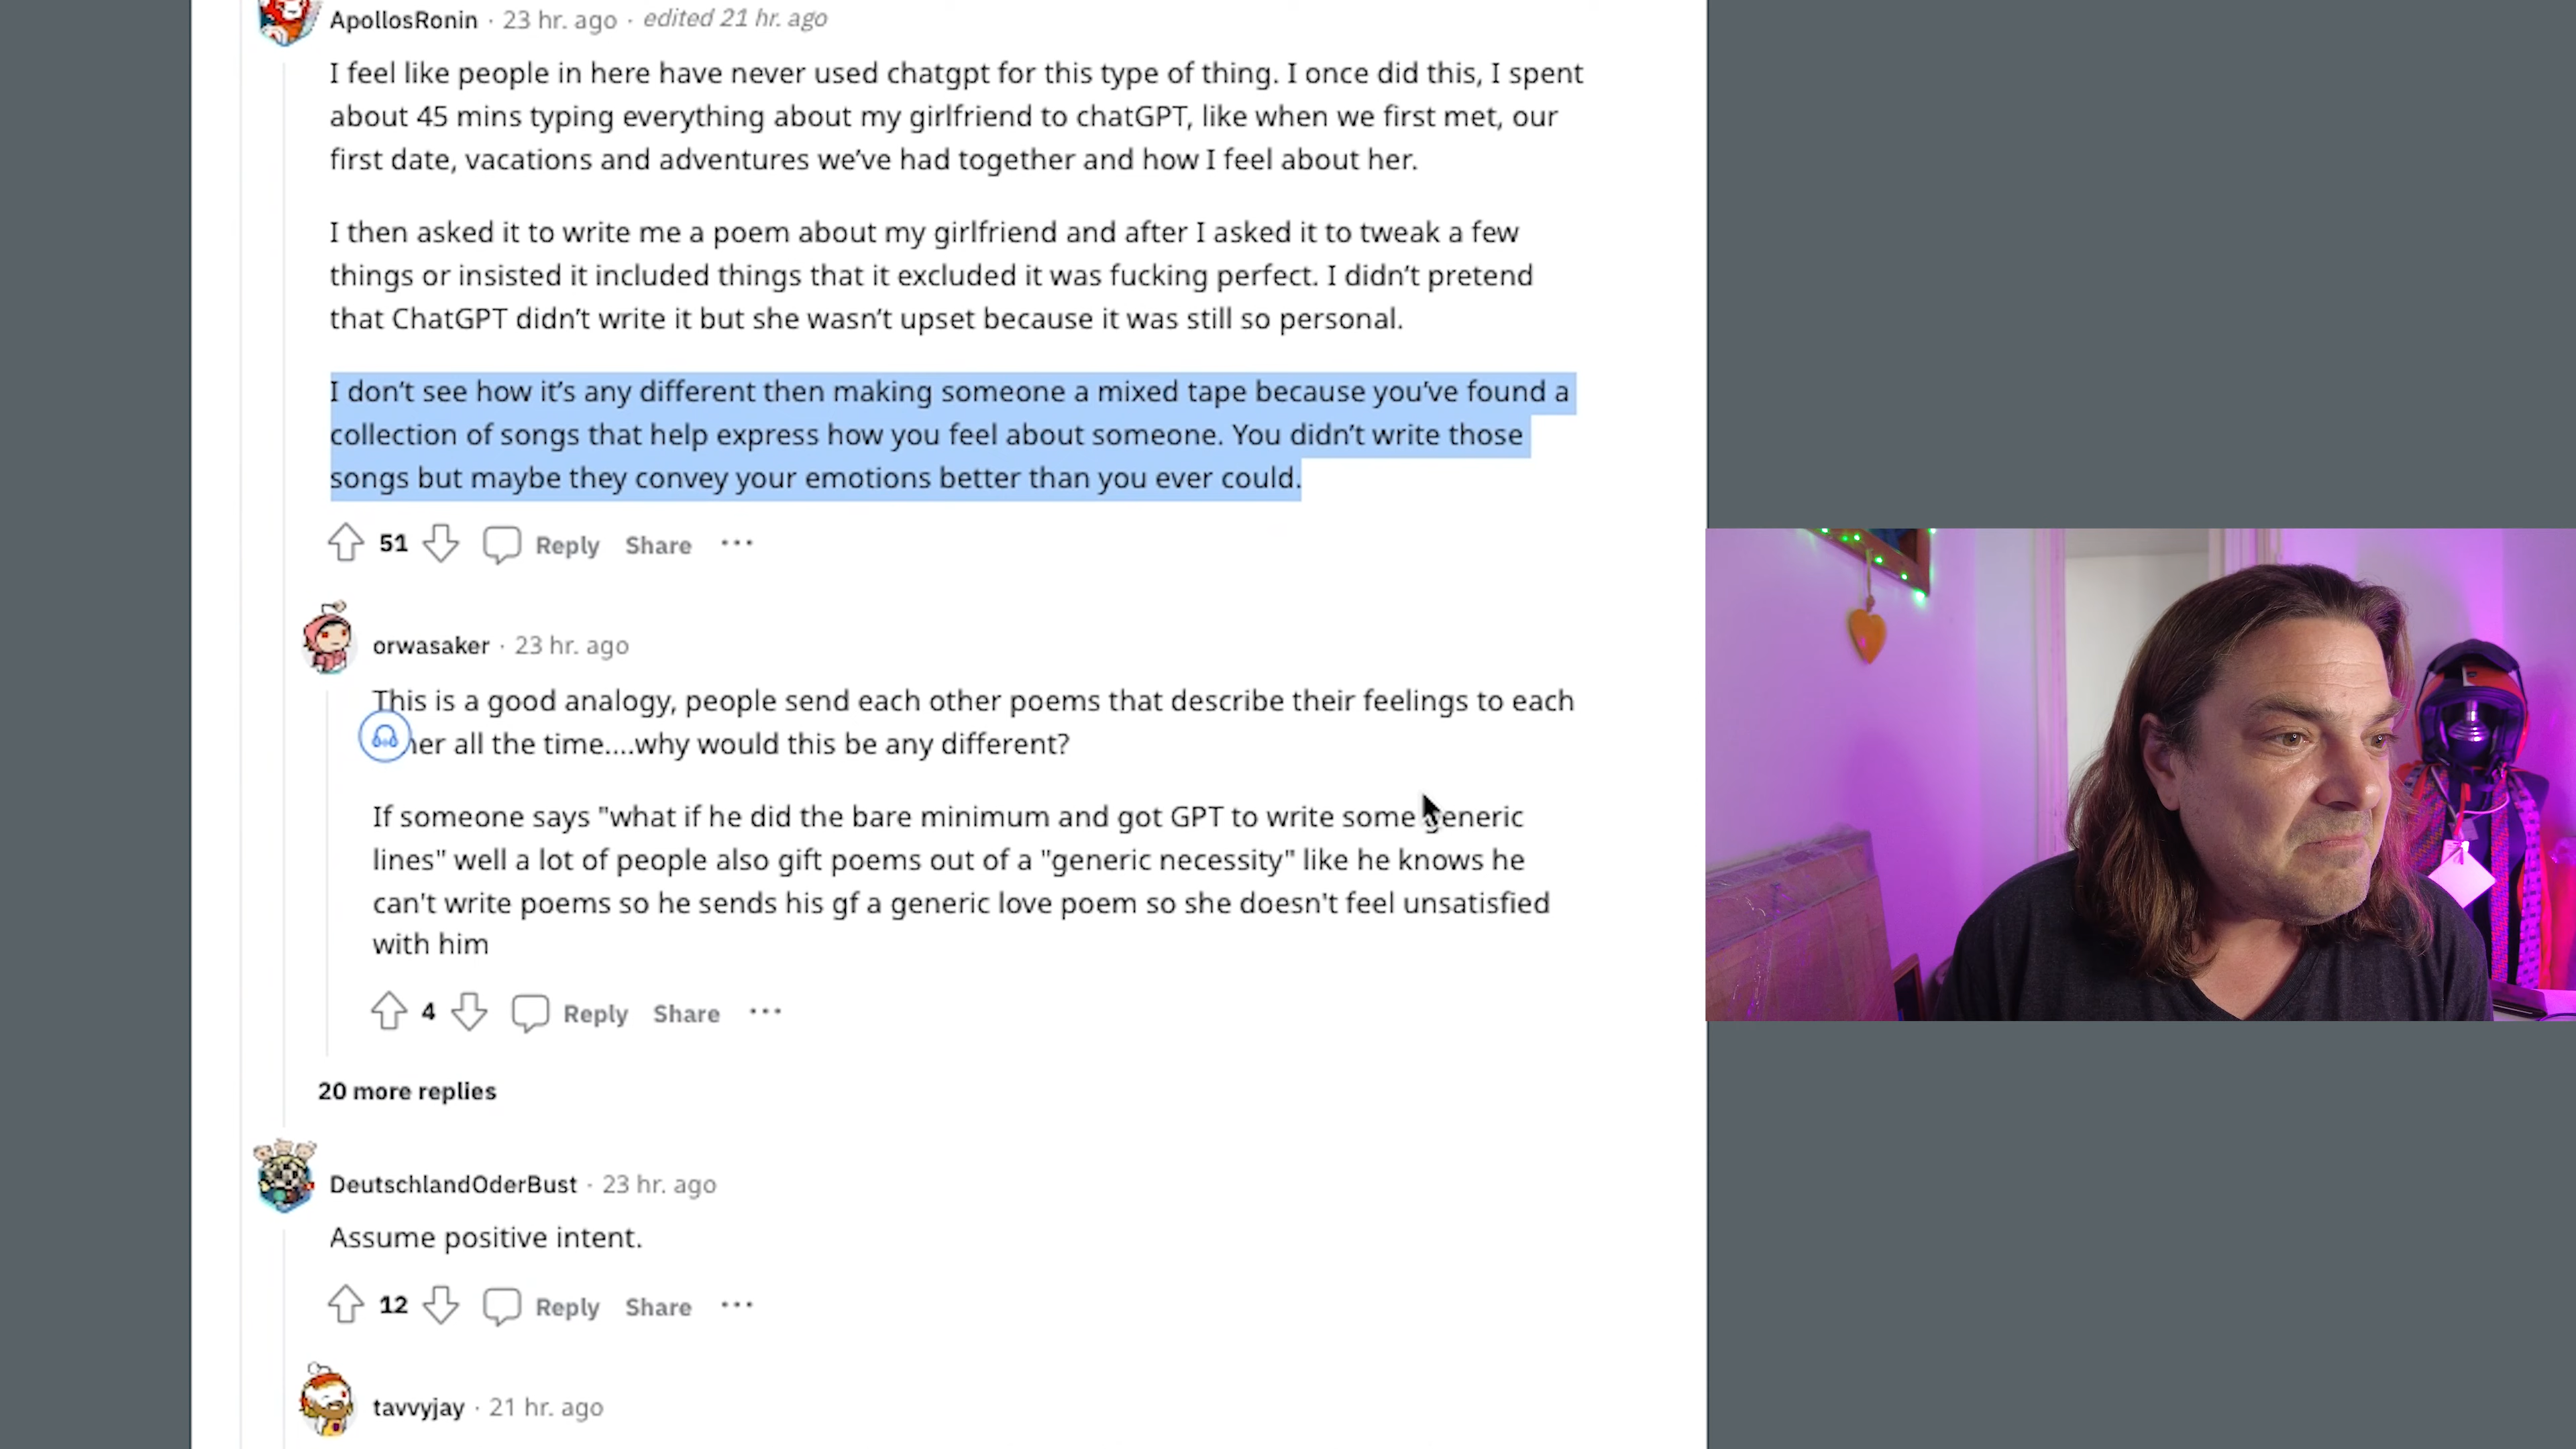 ApollosRonin · 23 hr. ago · edited 21 hr. ago
I feel like people in here have never used chatgpt for this type of thing. I once did this, I spent
about 45 mins typing everything about my girlfriend to chatGPT, like when we first met, our
first date, vacations and adventures we've had together and how I feel about her.
I then asked it to write me a poem about my girlfriend and after I asked it to tweak a few
things or insisted it included things that it excluded it was fucking perfect. I didn't pretend
that ChatGPT didn't write it but she wasn't upset because it was still so personal.
I don't see how it's any different then making someone a mixed tape because you've found a
collection of songs that help express how you feel about someone. You didn't write those
songs but maybe they convey your emotions better than you ever could.
51 Reply Share ···
orwasaker · 23 hr. ago
This is a good analogy, people send each other poems that describe their feelings to each
her all the time....why would this be any different?
If someone says "what if he did the bare minimum and got GPT to write some generic
lines" well a lot of people also gift poems out of a "generic necessity" like he knows he
can't write poems so he sends his gf a generic love poem so she doesn't feel unsatisfied
with him
4 Reply Share ···
20 more replies
DeutschlandOderBust · 23 hr. ago
Assume positive intent.
12 Reply Share ···
tavvyjay · 21 hr. ago